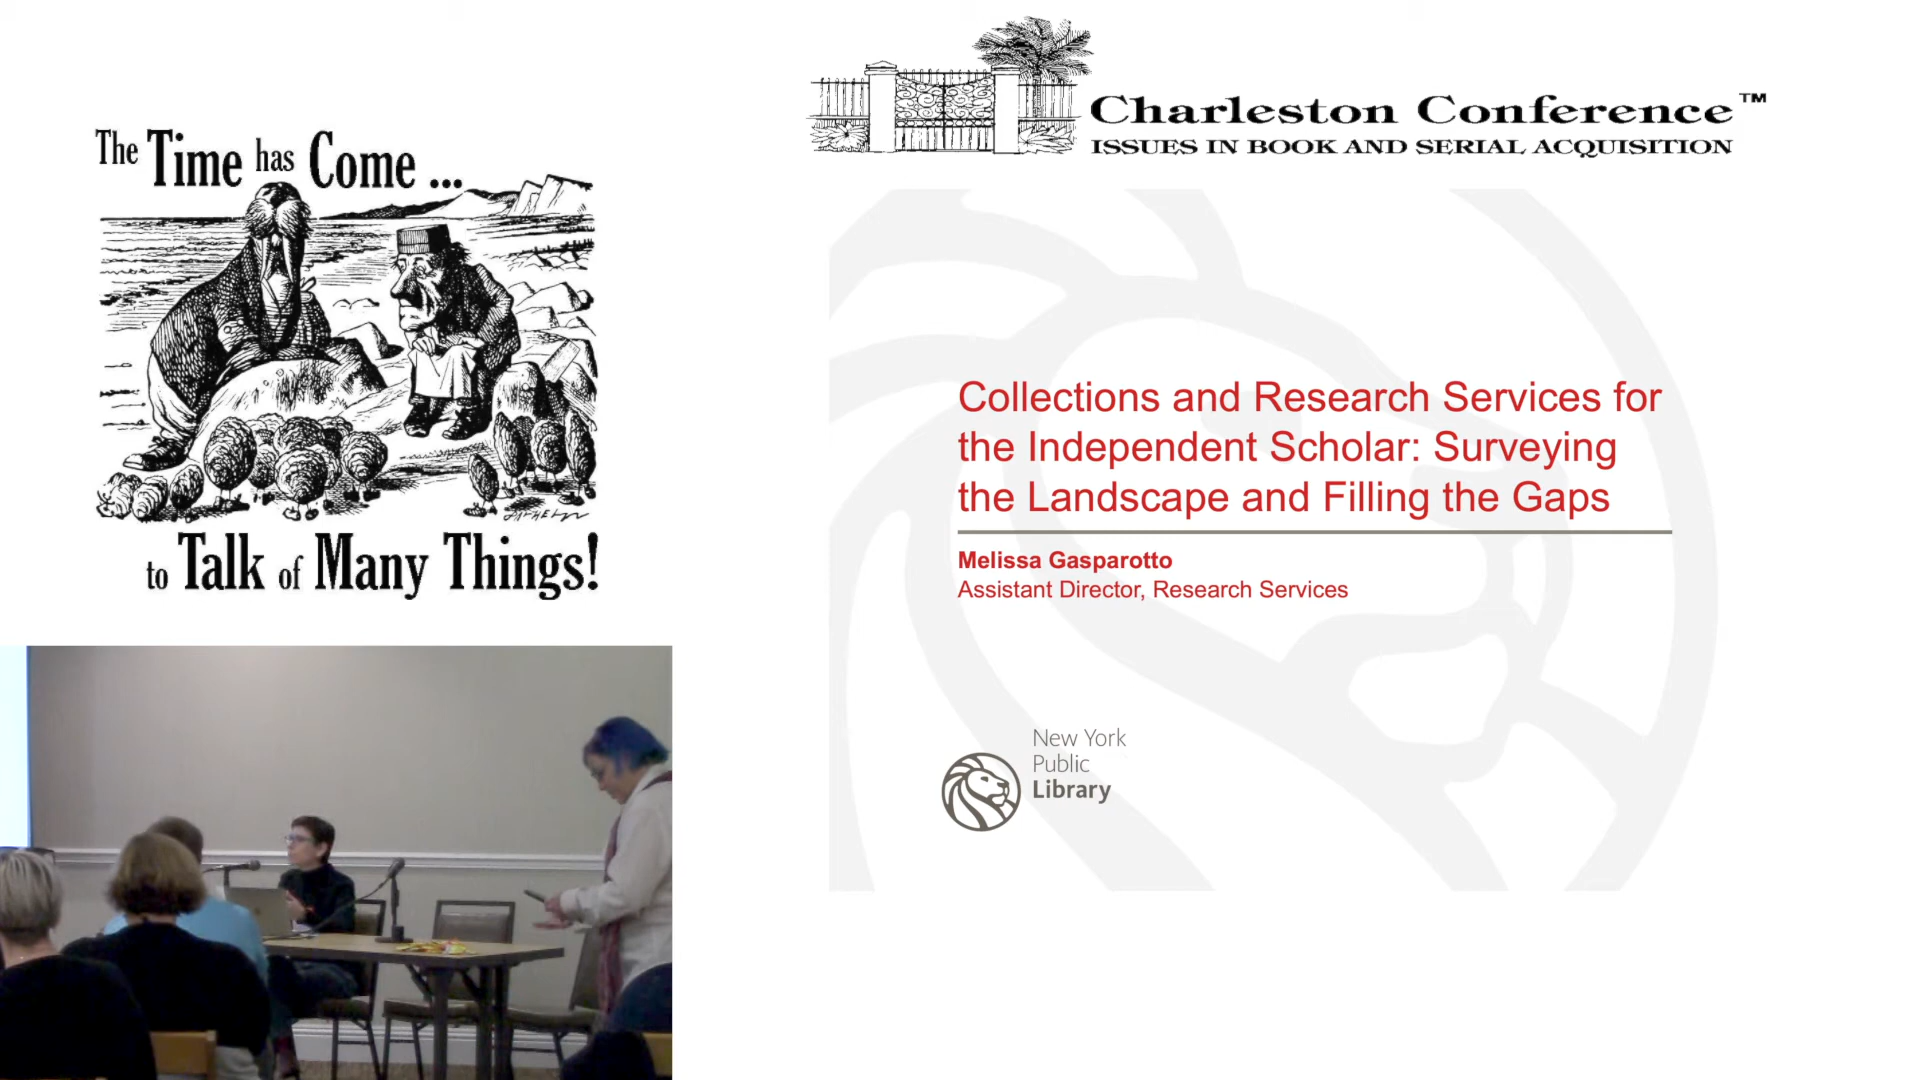 The Time has Come ...
to Talk of Many Things!
Charleston Conference™
ISSUES IN BOOK AND SERIAL ACQUISITION
Collections and Research Services for
the Independent Scholar: Surveying
the Landscape and Filling the Gaps
Melissa Gasparotto
Assistant Director, Research Services
New York
Public
Library